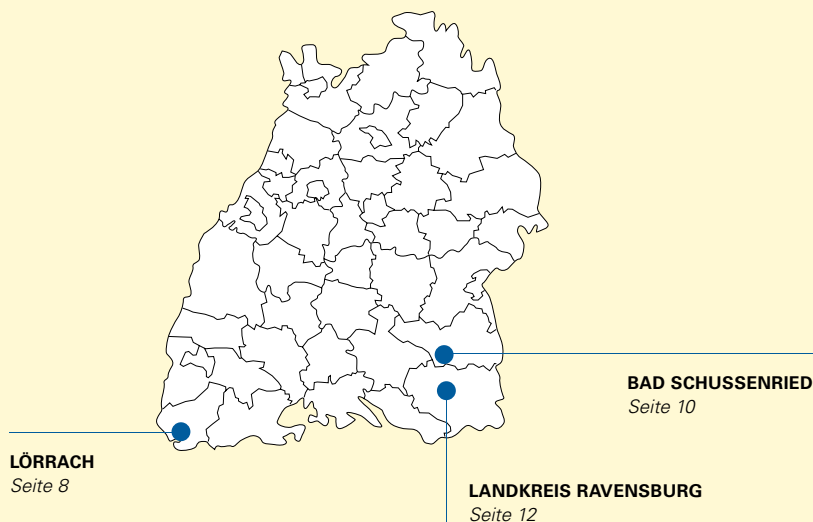 BAD SCHUSSENRIED
Seite 10
LÖRRACH
Seite 8
LANDKREIS RAVENSBURG
Seite 12